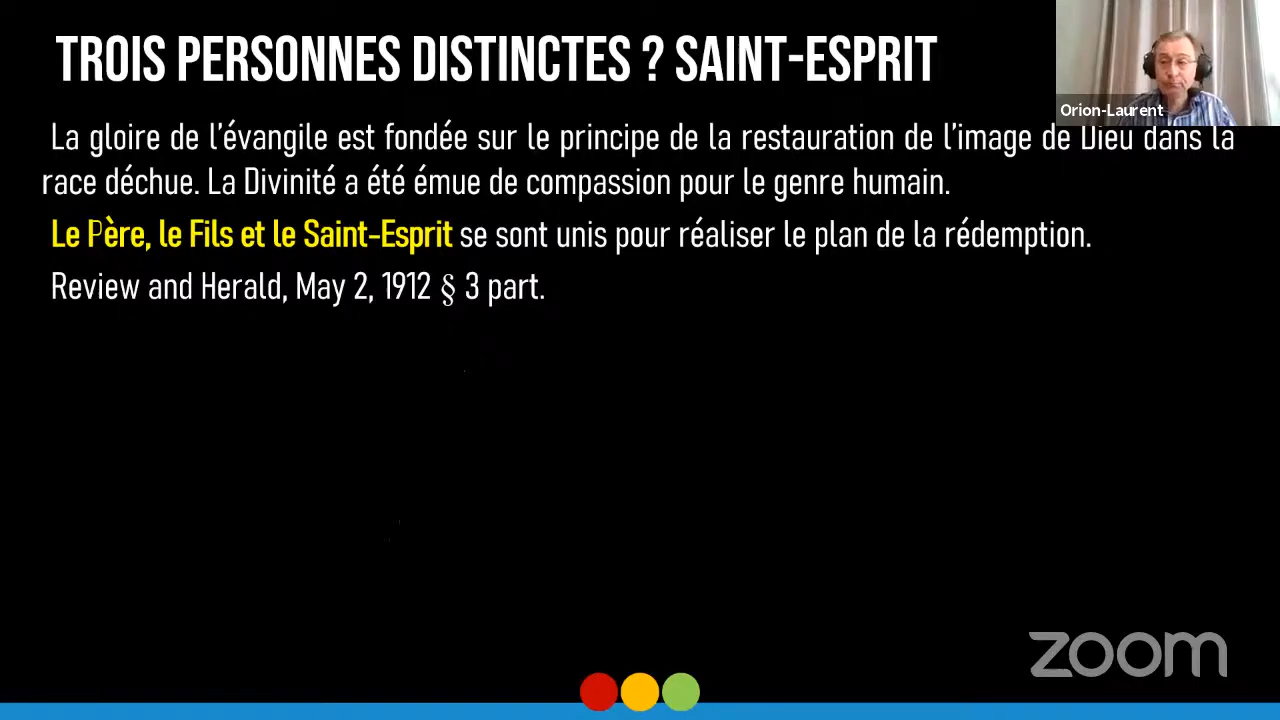 TROIS PERSONNES DISTINCTES ? SAINT-ESPRIT
Orion-Laurent
La gloire de l’évangile est fondée sur le principe de la restauration de l’image de Dieu dans la
race déchue. La Divinité a été émue de compassion pour le genre humain.
Le Père, le Fils et le Saint-Esprit se sont unis pour réaliser le plan de la rédemption.
Review and Herald, May 2, 1912 § 3 part.
zoom